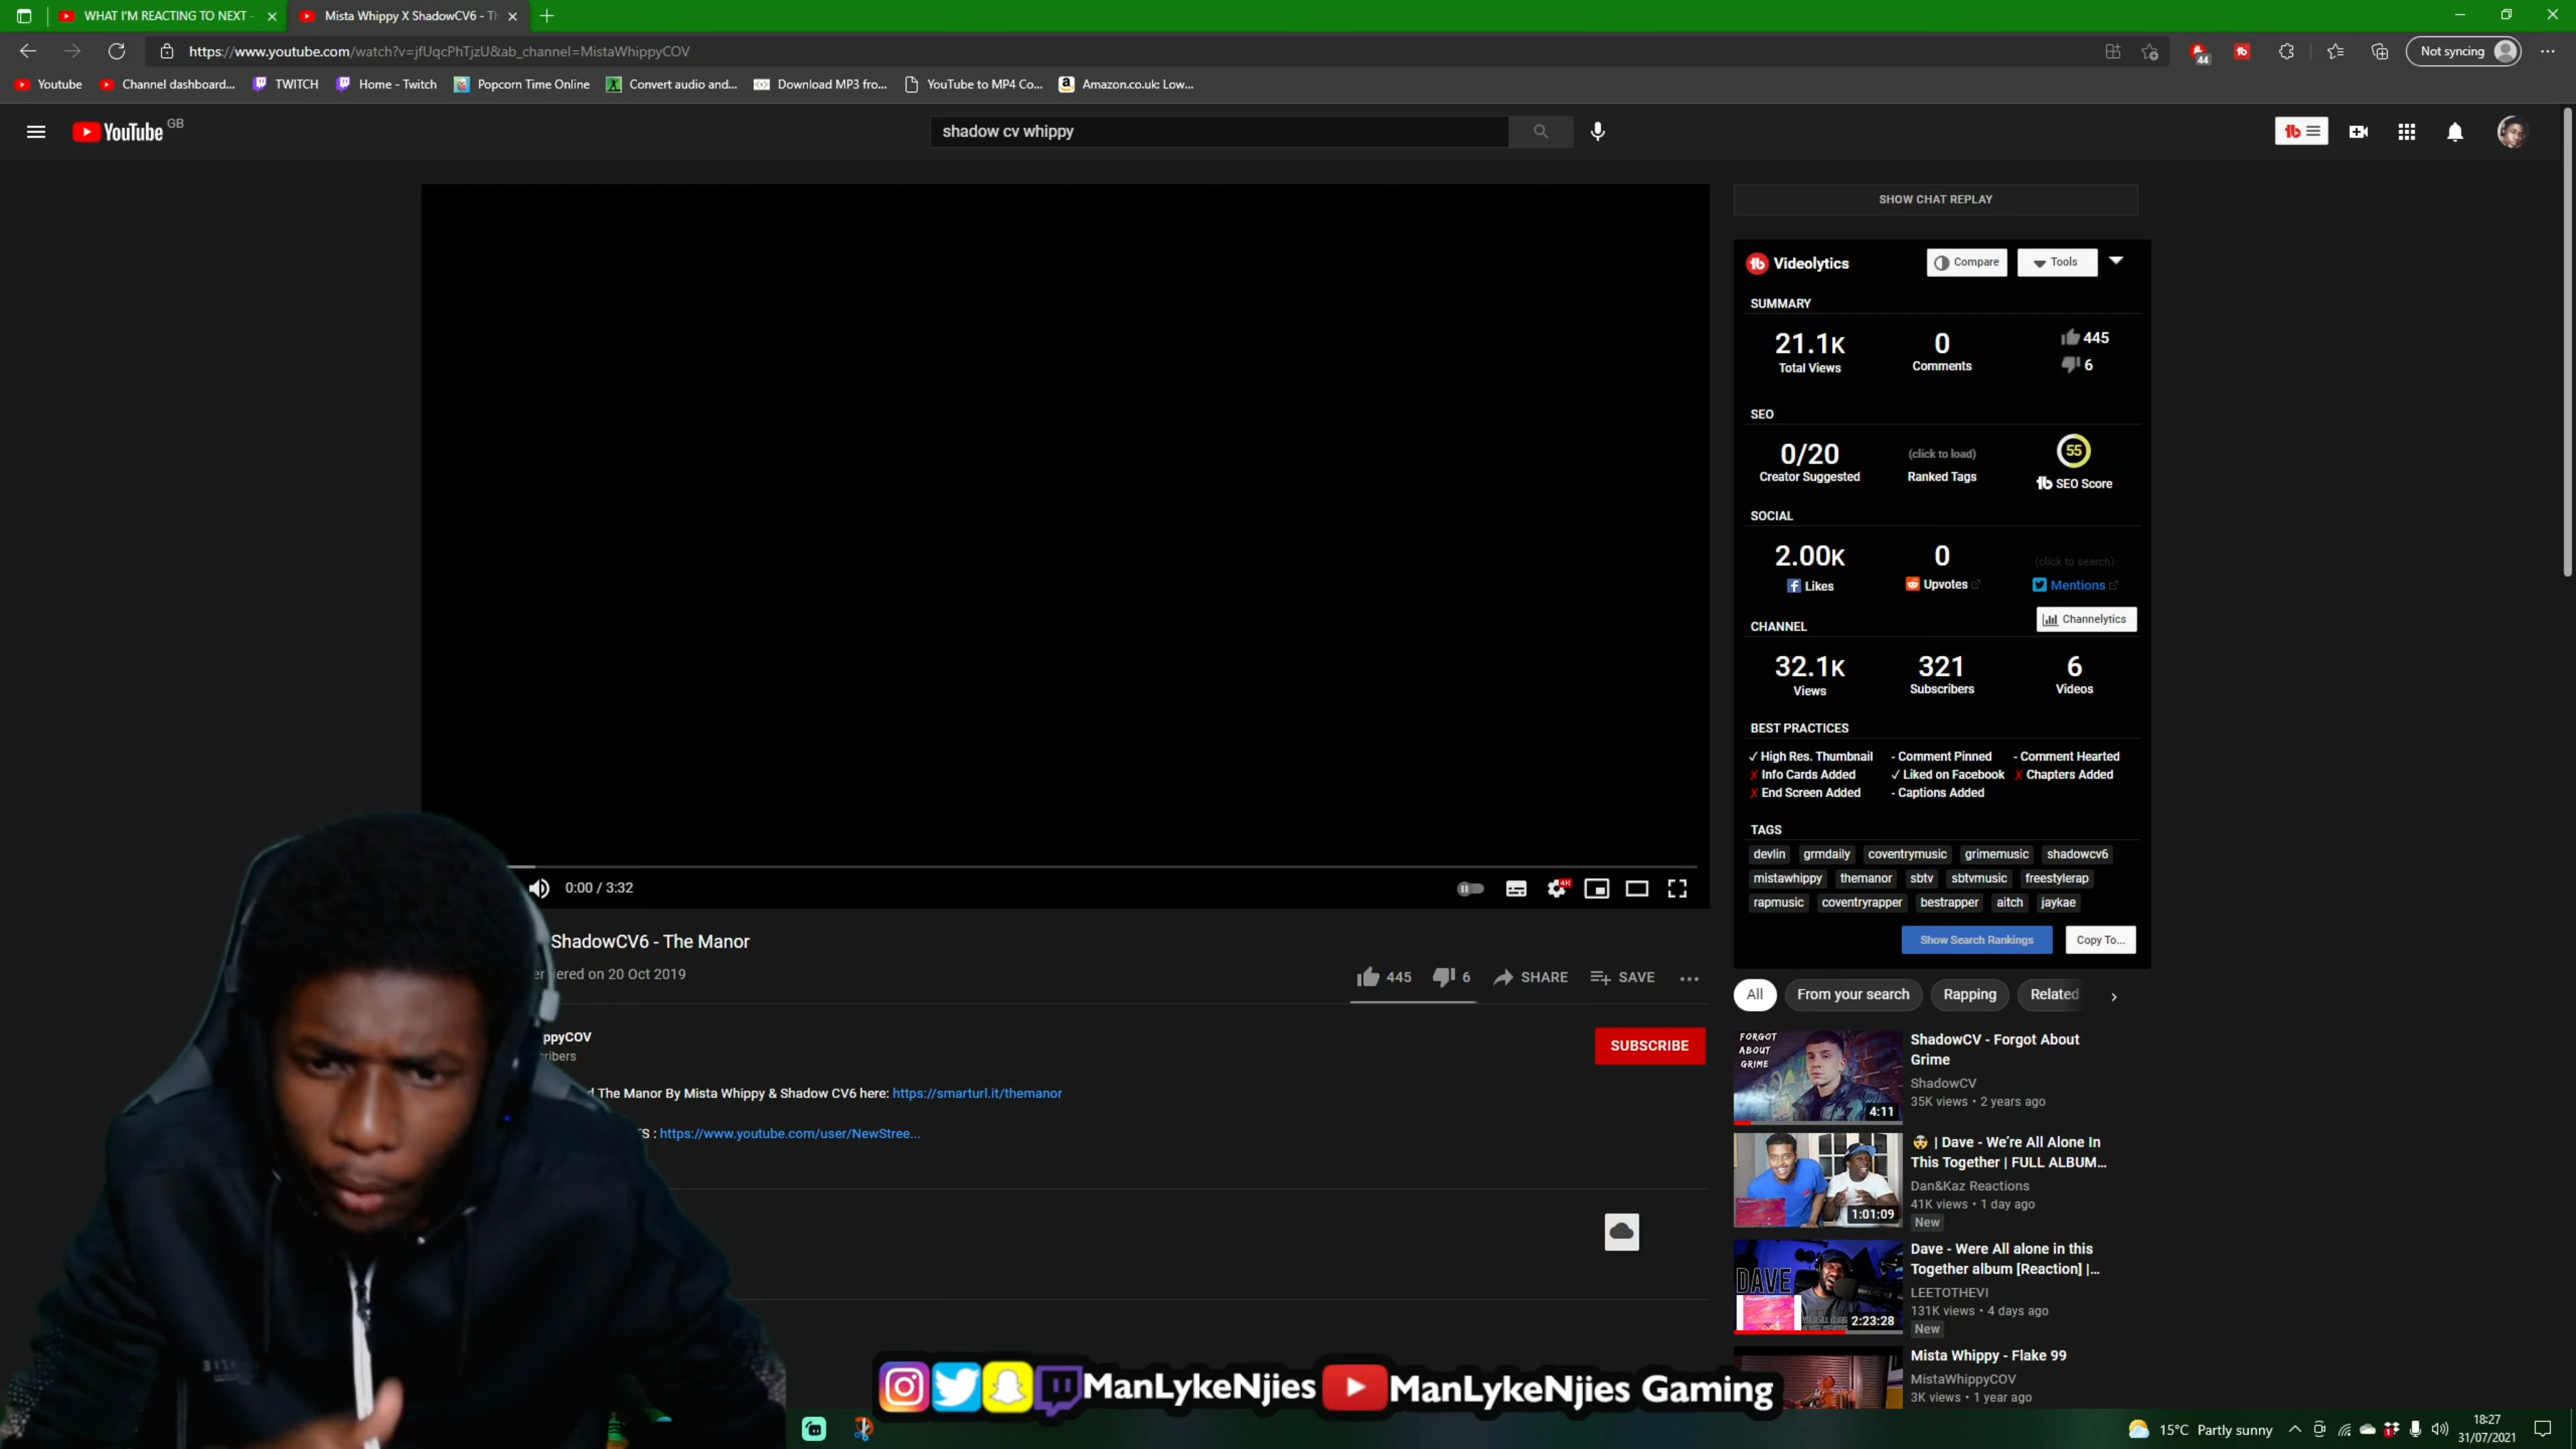 WHAT I'M REACTING TO NEXT -
Mista Whippy X ShadowCV6 - Th
https://www.youtube.com/watch?v=jfUqcPhTjzU&ab_channel=MistaWhippyCOV
44
Not syncing
Youtube
Channel dashboard...
TWITCH
Home - Twitch
Popcorn Time Online
Convert audio and...
Download MP3 fro...
YouTube to MP4 Co...
Amazon.co.uk: Low...
YouTube GB
shadow cv whippy
SHOW CHAT REPLAY
Videolytics
Compare
Tools
SUMMARY
21.1K 0 445
Total Views Comments 6
SEO
0/20 (click to load) 55
Creator Suggested Ranked Tags SEO Score
SOCIAL
2.00K 0 (click to search)
Likes Upvotes Mentions
CHANNEL Channelytics
32.1K 321 6
Views Subscribers Videos
BEST PRACTICES
✓ High Res. Thumbnail - Comment Pinned - Comment Hearted
✗ Info Cards Added ✓ Liked on Facebook ✗ Chapters Added
✗ End Screen Added - Captions Added
TAGS
devlin grmdaily coventrymusic grimemusic shadowcv6
mistawhippy themanor sbtv sbtvmusic freestylerap
rapmusic coventryrapper bestrapper aitch jaykae
Show Search Rankings Copy To...
0:00 / 3:32
4K
ShadowCV6 - The Manor
ered on 20 Oct 2019
445 6 SHARE SAVE
ppyCOV
ribers
SUBSCRIBE
d The Manor By Mista Whippy & Shadow CV6 here: https://smarturl.it/themanor
TS : https://www.youtube.com/user/NewStree...
All From your search Rapping Related
FORGOT
ABOUT
GRIME
4:11
ShadowCV - Forgot About
Grime
ShadowCV
35K views • 2 years ago
1:01:09
🤯 | Dave - We're All Alone In
This Together | FULL ALBUM...
Dan&Kaz Reactions
41K views • 1 day ago
New
DAVE
2:23:28
Dave - Were All alone in this
Together album [Reaction] |...
LEETOTHEVI
131K views • 4 days ago
New
Mista Whippy - Flake 99
MistaWhippyCOV
3K views • 1 year ago
ManLykeNjies ManLykeNjies Gaming
15°C Partly sunny
18:27
31/07/2021